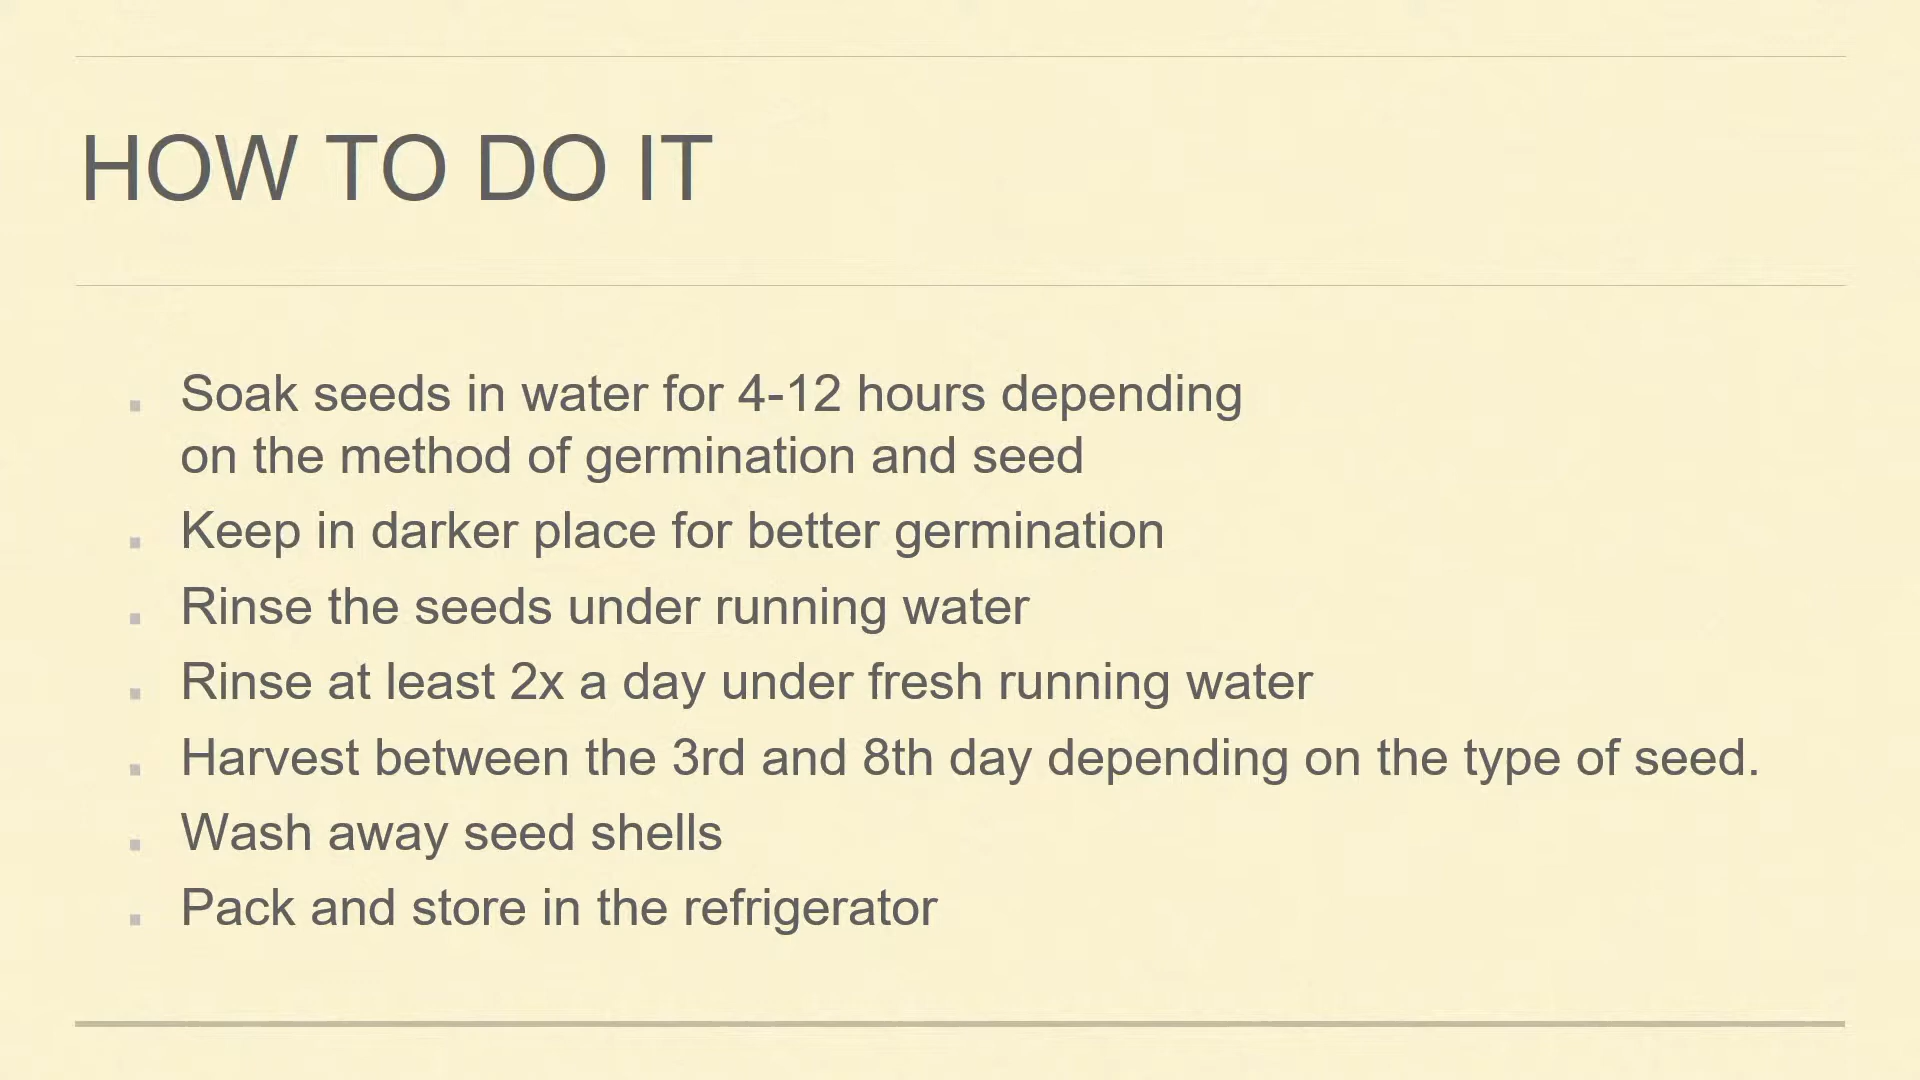 HOW TO DO IT
Soak seeds in water for 4-12 hours depending
on the method of germination and seed
Keep in darker place for better germination
Rinse the seeds under running water
Rinse at least 2x a day under fresh running water
Harvest between the 3rd and 8th day depending on the type of seed.
Wash away seed shells
Pack and store in the refrigerator